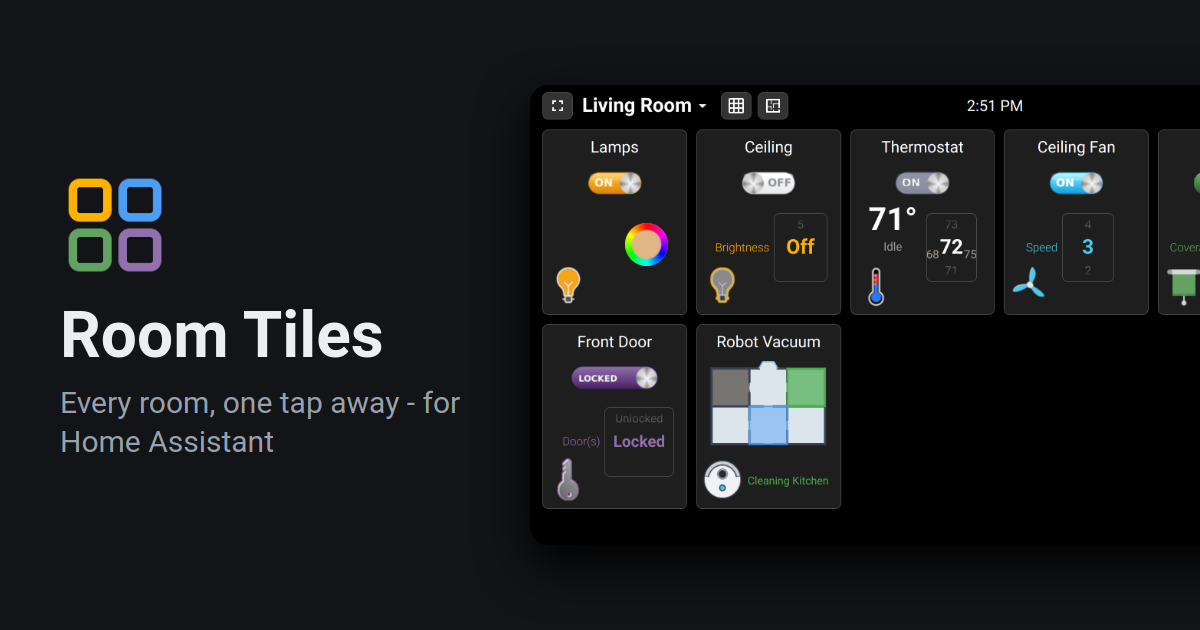 Room Tiles
Every room, one tap away - for
Home Assistant
Living Room
2:51 PM
Lamps
ON
Ceiling
OFF
Brightness
5
Off
Thermostat
ON
71°
Idle
73
68 72 75
71
Ceiling Fan
ON
Speed
4
3
2
Front Door
LOCKED
Door(s)
Unlocked
Locked
Robot Vacuum
Cleaning Kitchen